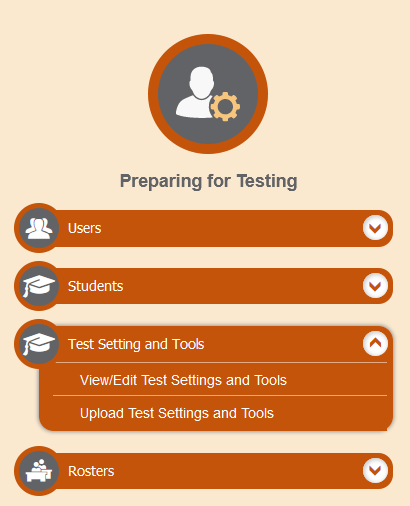 Preparing for Testing
Users
Students
Test Setting and Tools
View/Edit Test Settings and Tools
Upload Test Settings and Tools
Rosters